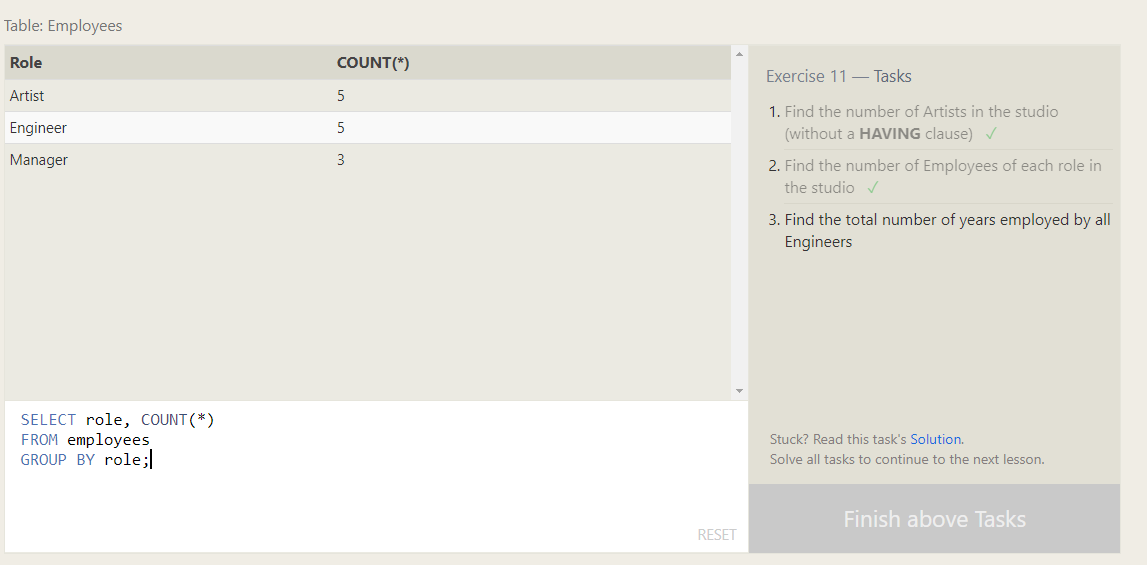 Table: Employees
Role COUNT(*)
Artist 5
Engineer 5
Manager 3
SELECT role, COUNT(*)
FROM employees
GROUP BY role;
RESET
Exercise 11 — Tasks
1. Find the number of Artists in the studio
(without a HAVING clause) ✓
2. Find the number of Employees of each role in
the studio ✓
3. Find the total number of years employed by all
Engineers
Stuck? Read this task's Solution.
Solve all tasks to continue to the next lesson.
Finish above Tasks